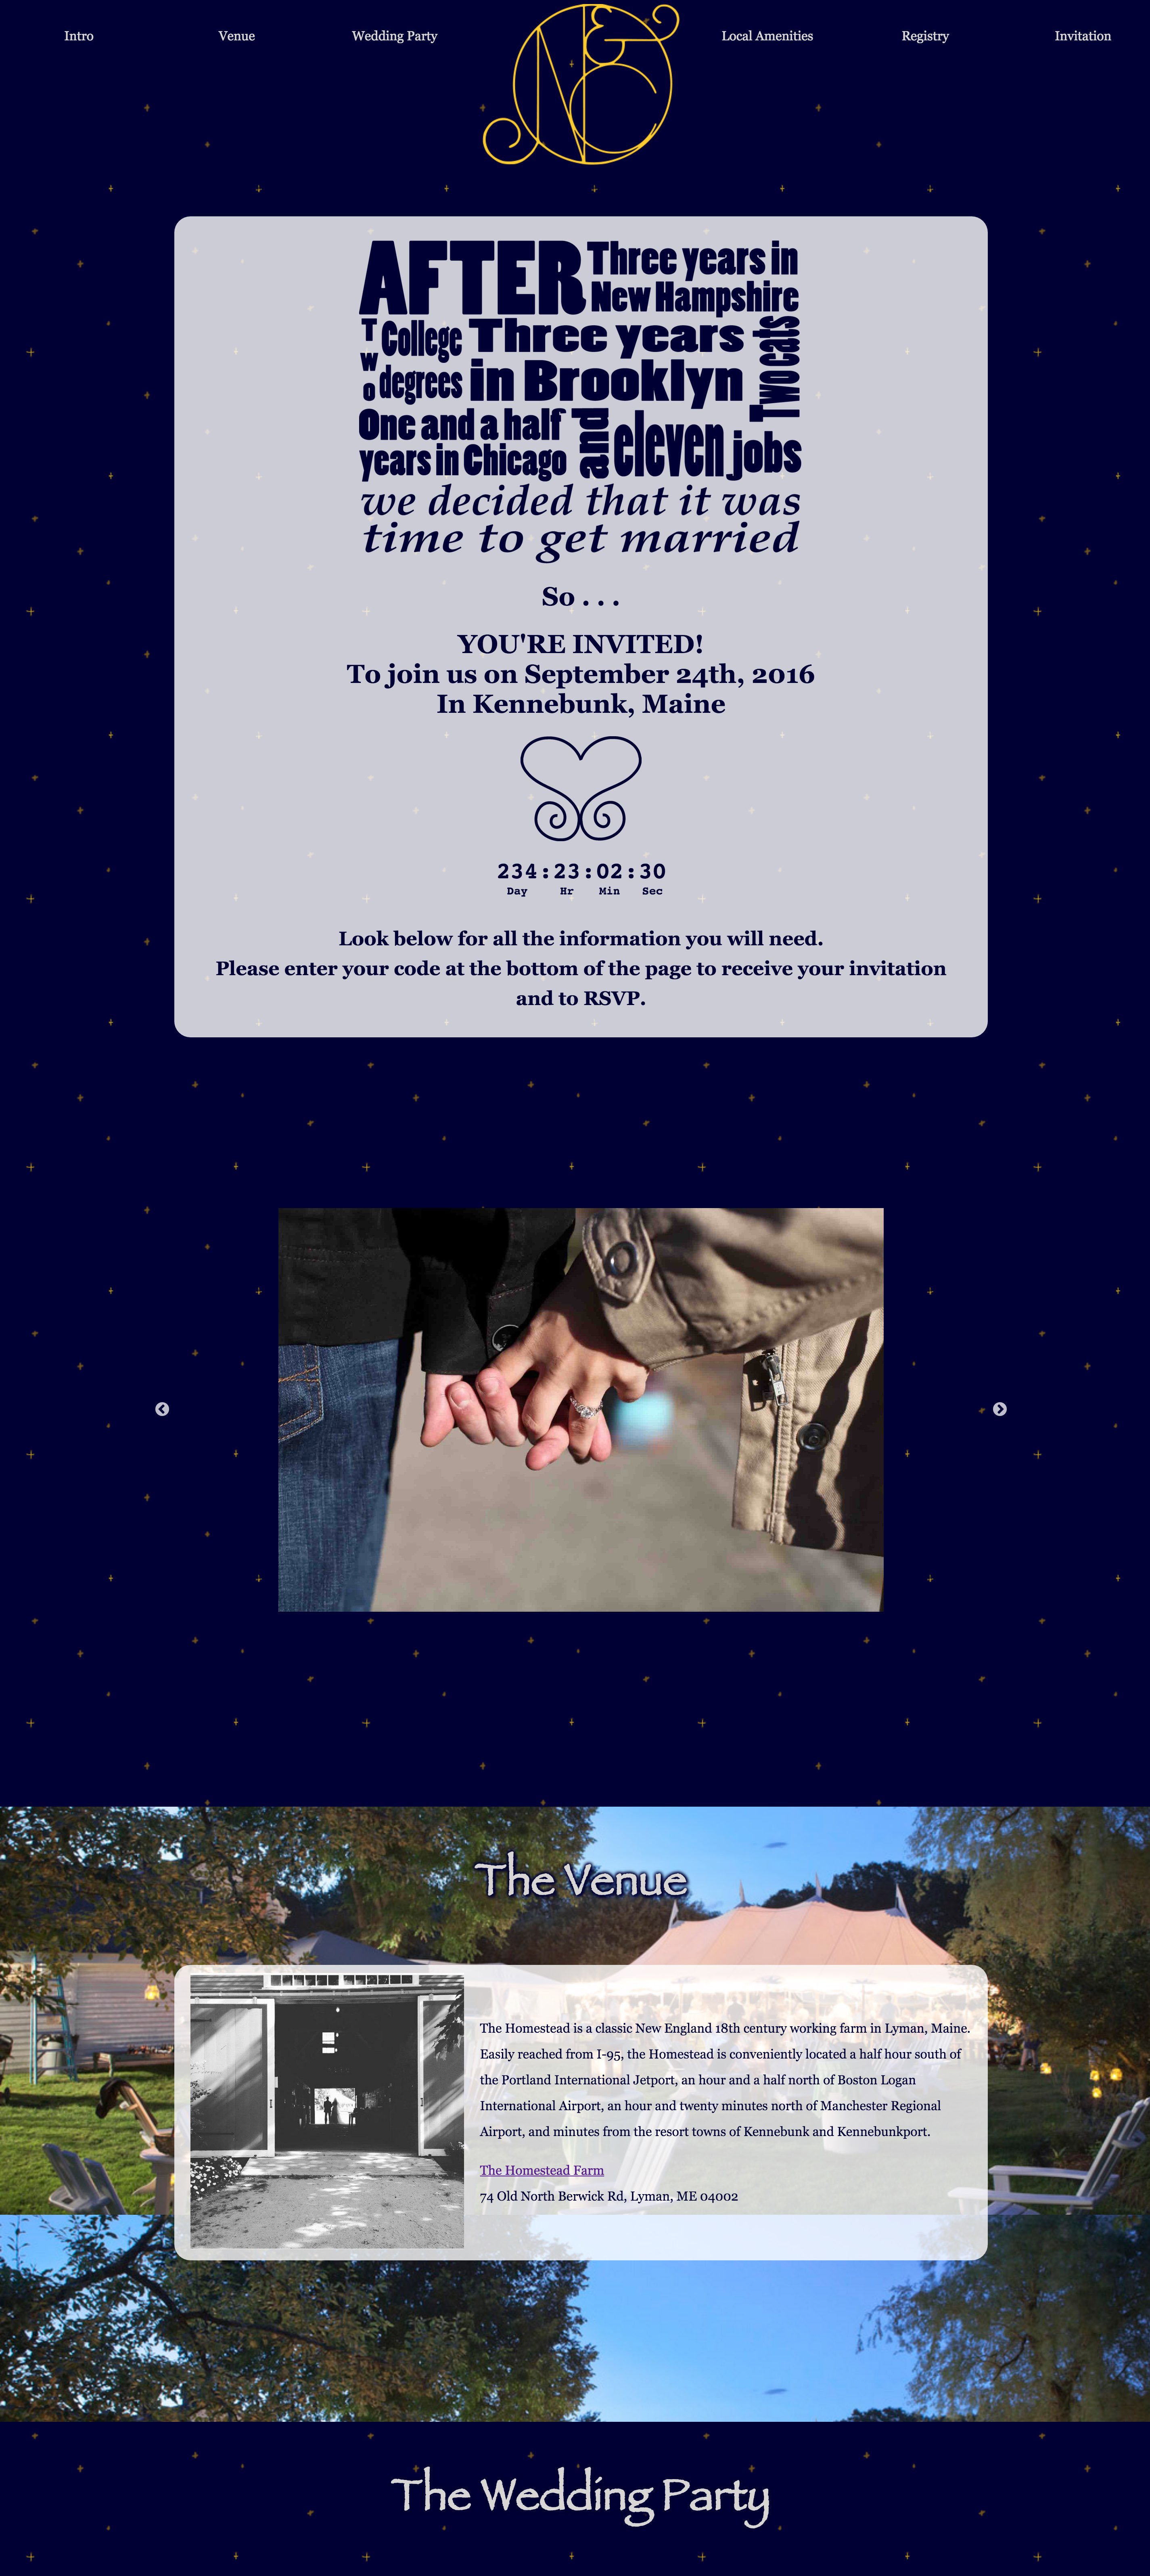 Intro Venue Wedding Party N&E Local Amenities Registry Invitation
AFTER Three years in
New Hampshire
Two College degrees Three years
in Brooklyn Two cats
One and a half
years in Chicago and eleven jobs
we decided that it was
time to get married
So . . .
YOU'RE INVITED!
To join us on September 24th, 2016
In Kennebunk, Maine
234:23:02:30
Day Hr Min Sec
Look below for all the information you will need.
Please enter your code at the bottom of the page to receive your invitation
and to RSVP.
The Venue
The Homestead is a classic New England 18th century working farm in Lyman, Maine.
Easily reached from I-95, the Homestead is conveniently located a half hour south of
the Portland International Jetport, an hour and a half north of Boston Logan
International Airport, an hour and twenty minutes north of Manchester Regional
Airport, and minutes from the resort towns of Kennebunk and Kennebunkport.
The Homestead Farm
74 Old North Berwick Rd, Lyman, ME 04002
The Wedding Party